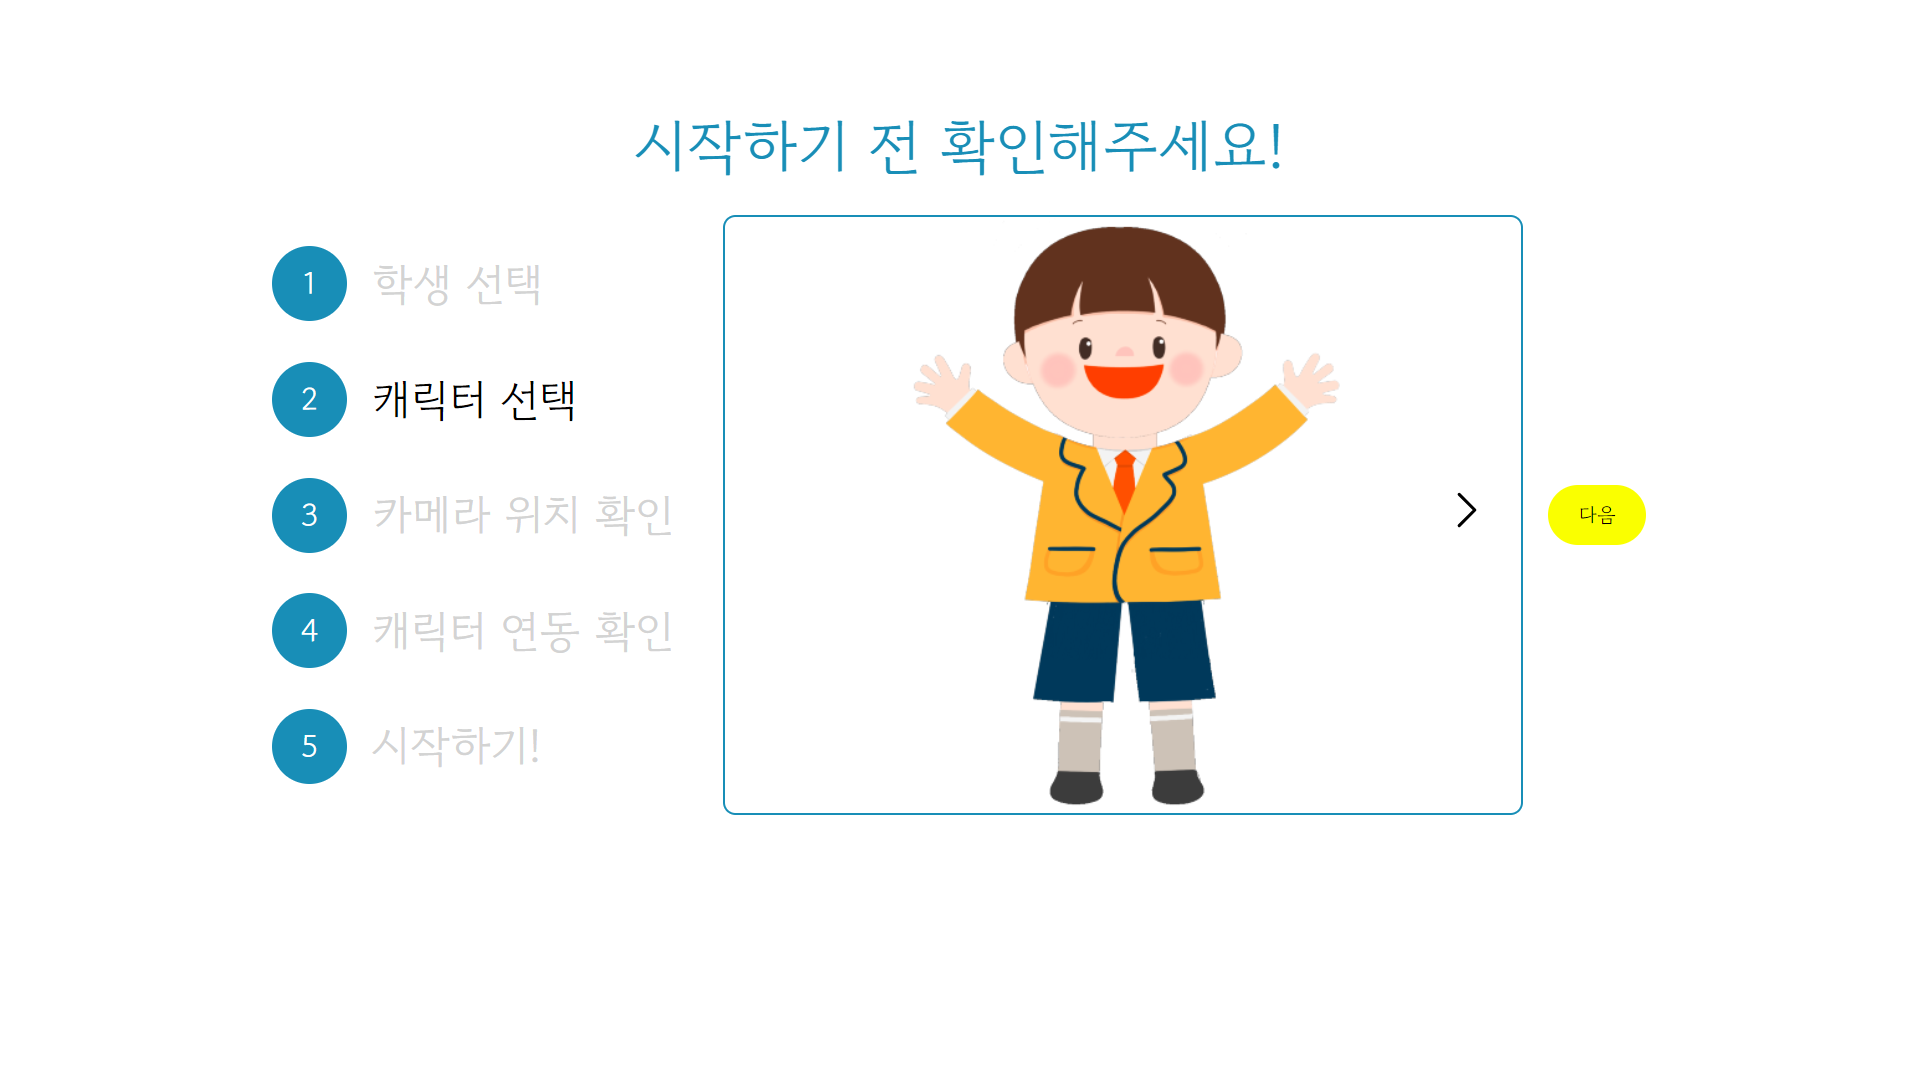 시작하기 전 확인해주세요!
1 학생 선택
2 캐릭터 선택
3 카메라 위치 확인
4 캐릭터 연동 확인
5 시작하기!
다음